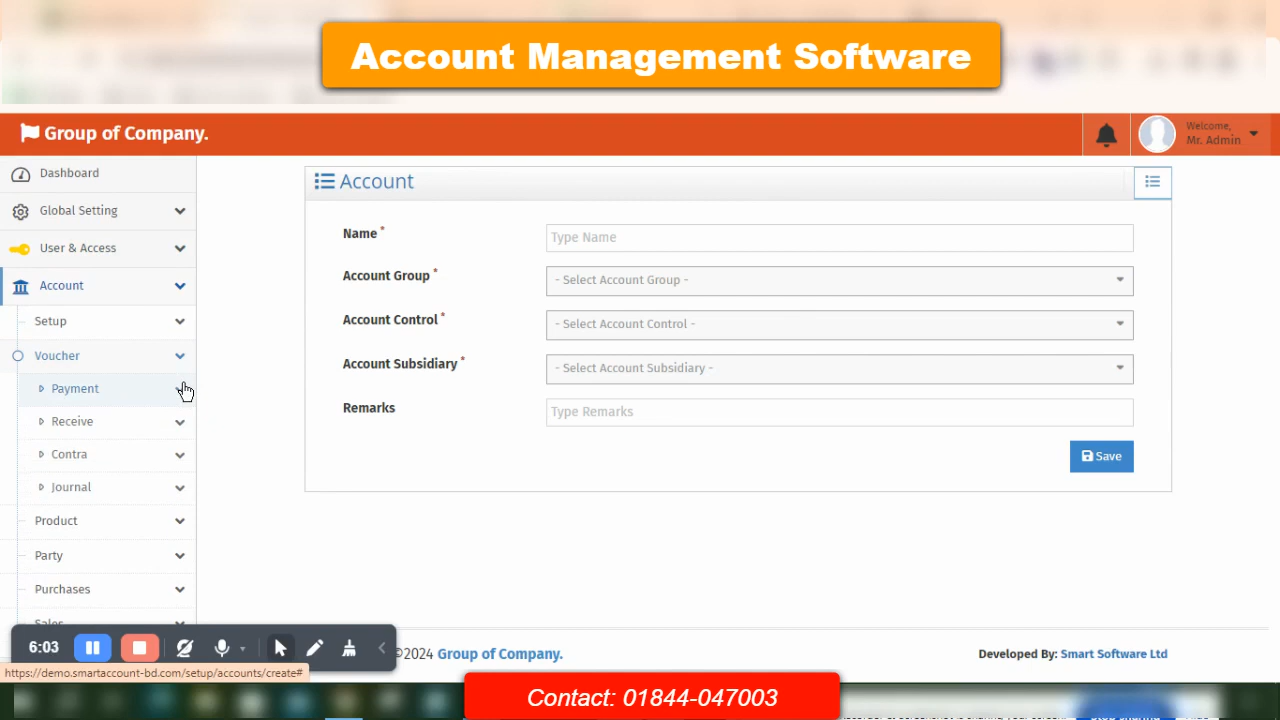 Account Management Software
Group of Company.
Welcome,
Mr. Admin
Dashboard
Global Setting
User & Access
Account
Setup
Voucher
Payment
Receive
Contra
Journal
Product
Party
Purchases
Sales
Account
Name *
Type Name
Account Group *
- Select Account Group -
Account Control *
- Select Account Control -
Account Subsidiary *
- Select Account Subsidiary -
Remarks
Type Remarks
Save
6:03
©2024 Group of Company.
Developed By: Smart Software Ltd
https://demo.smartaccount-bd.com/setup/accounts/create#
Contact: 01844-047003